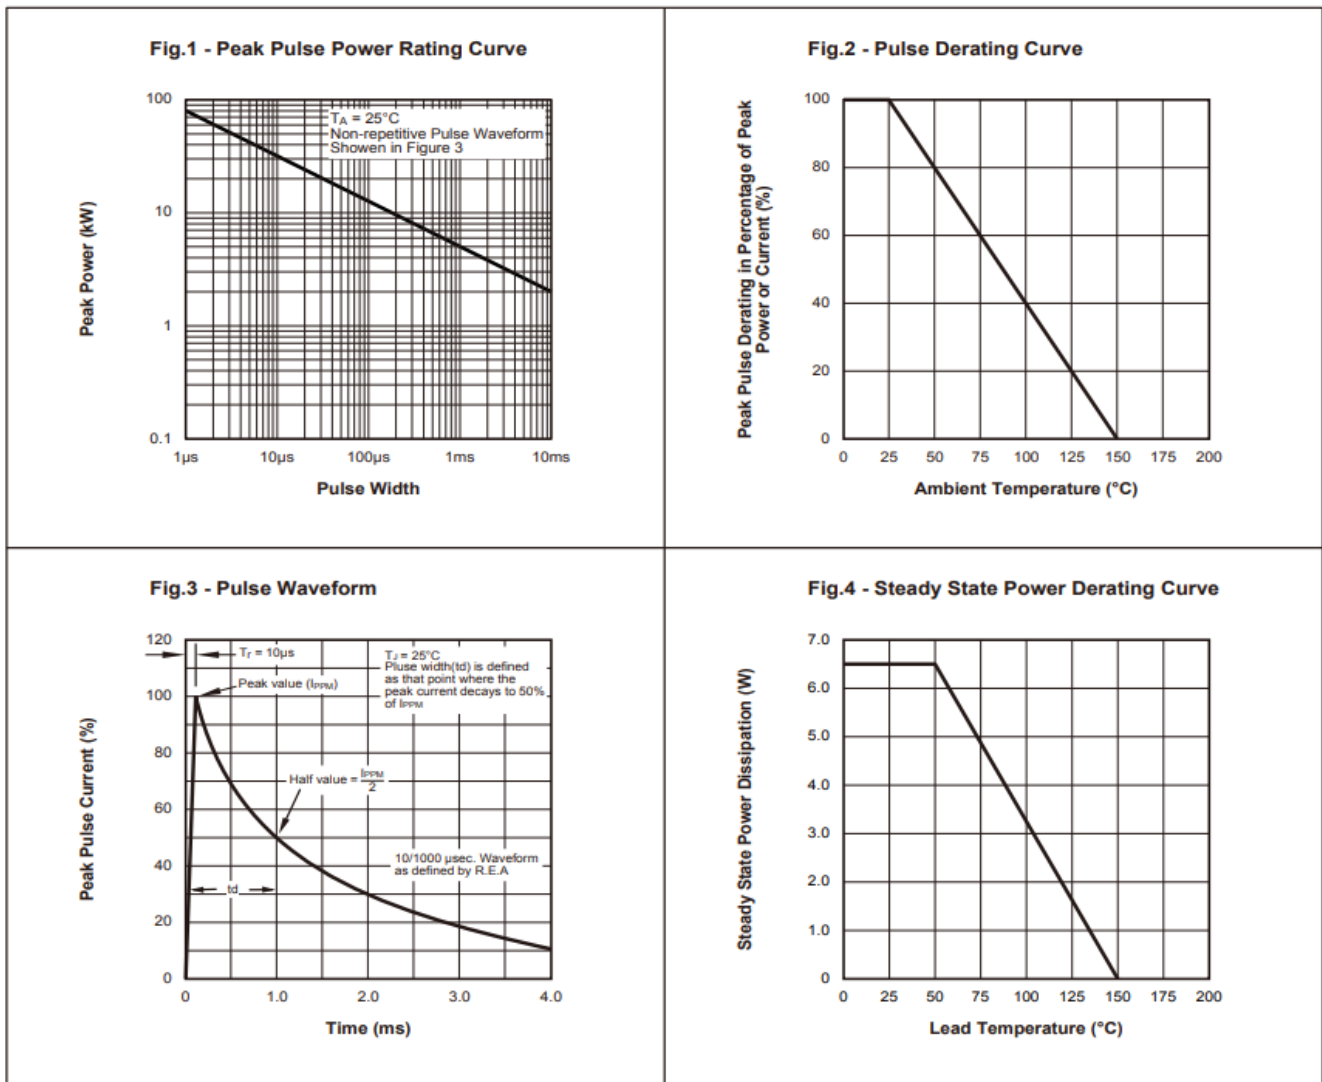 Fig.1 - Peak Pulse Power Rating Curve
Peak Power (kW)
100
10
1
0.1
TA = 25°C
Non-repetitive Pulse Waveform
Showen in Figure 3
1µs 10µs 100µs 1ms 10ms
Pulse Width
Fig.2 - Pulse Derating Curve
Peak Pulse Derating in Percentage of Peak
Power or Current (%)
100
80
60
40
20
0
0 25 50 75 100 125 150 175 200
Ambient Temperature (°C)
Fig.3 - Pulse Waveform
Peak Pulse Current (%)
120
100
80
60
40
20
0
Tr = 10µs
Peak value (IPPM)
TJ = 25°C
Pluse width(td) is defined
as that point where the
peak current decays to 50%
of IPPM
Half value = IPPM
2
10/1000 µsec. Waveform
as defined by R.E.A
td
0 1.0 2.0 3.0 4.0
Time (ms)
Fig.4 - Steady State Power Derating Curve
Steady State Power Dissipation (W)
7.0
6.0
5.0
4.0
3.0
2.0
1.0
0
0 25 50 75 100 125 150 175 200
Lead Temperature (°C)